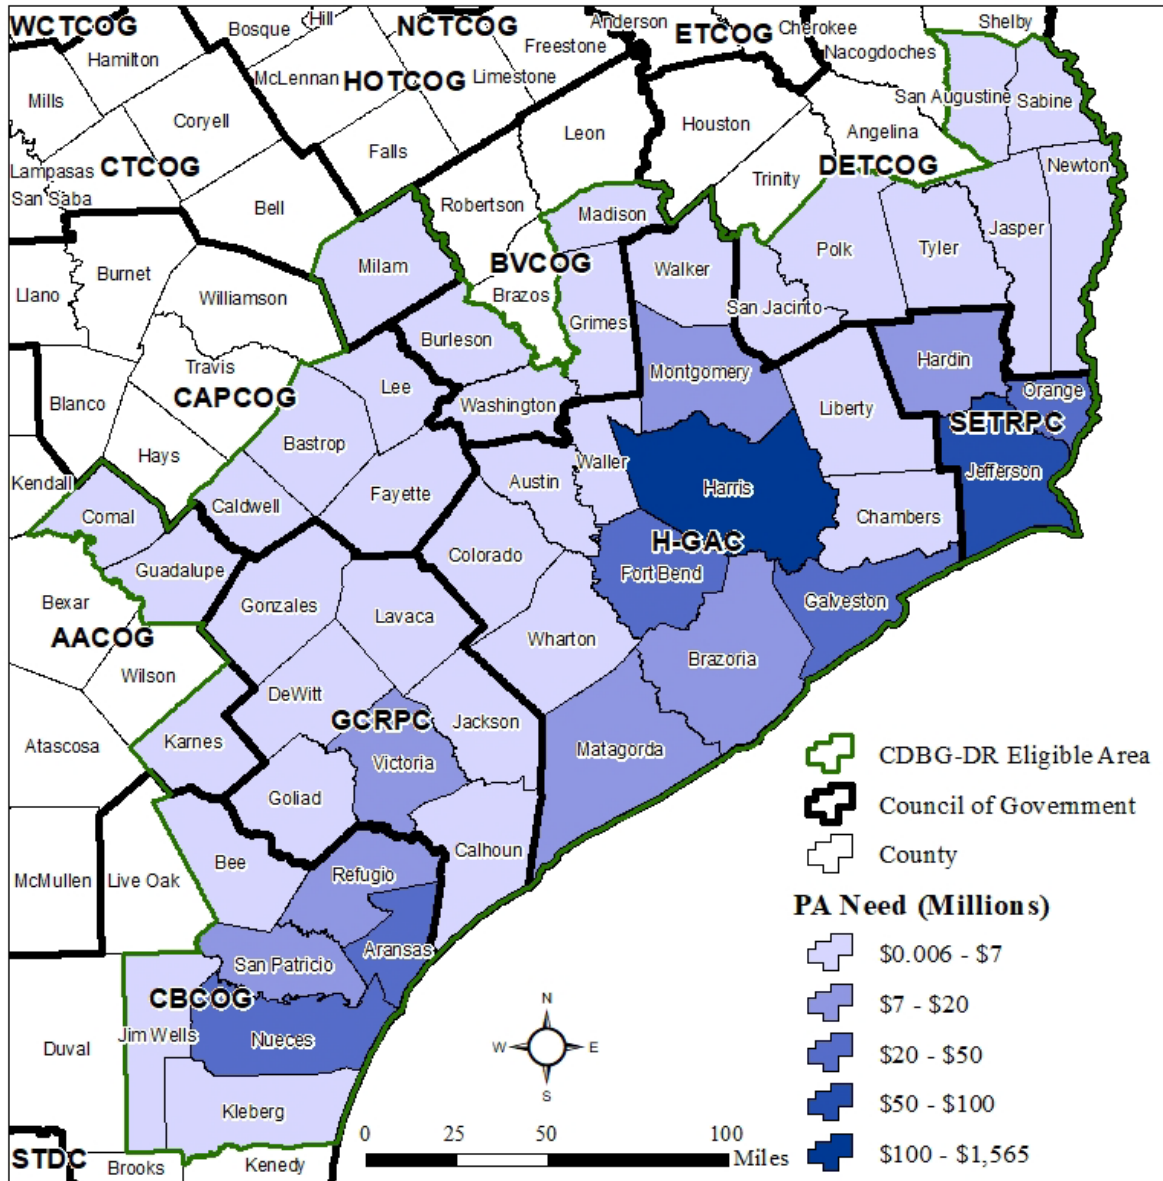 WCTCOG
Hill
Bosque
NCTCOG
Anderson
ETCOG
Cherokee
Shelby
Hamilton
McLennan
HOTCOG
Limestone
Freestone
Nacogdoches
Mills
Coryell
Leon
Houston
San Augustine
Sabine
Falls
Angelina
Lampasas
CTCOG
DETCOG
Newton
San Saba
Bell
Robertson
Madison
Trinity
Jasper
Burnet
Milam
BVCOG
Walker
Polk
Tyler
Llano
Williamson
Brazos
Grimes
San Jacinto
Burleson
Hardin
Travis
Lee
Montgomery
Orange
Blanco
CAPCOG
Washington
Liberty
SETRPC
Hays
Bastrop
Waller
Jefferson
Kendall
Fayette
Austin
Harris
Comal
Caldwell
Chambers
Guadalupe
Colorado
H-GAC
Fort Bend
Bexar
Gonzales
Lavaca
Galveston
AACOG
Wharton
Brazoria
Wilson
DeWitt
Atascosa
Karnes
GCRPC
Jackson
Matagorda
Victoria
Goliad
McMullen
Live Oak
Bee
Refugio
Calhoun
San Patricio
Aransas
CBCOG
Duval
Jim Wells
Nueces
Kleberg
STDC
Brooks
Kenedy
CDBG-DR Eligible Area
Council of Government
County
PA Need (Millions)
$0.006 - $7
$7 - $20
$20 - $50
$50 - $100
$100 - $1,565
N
W E
S
0 25 50 100
Miles